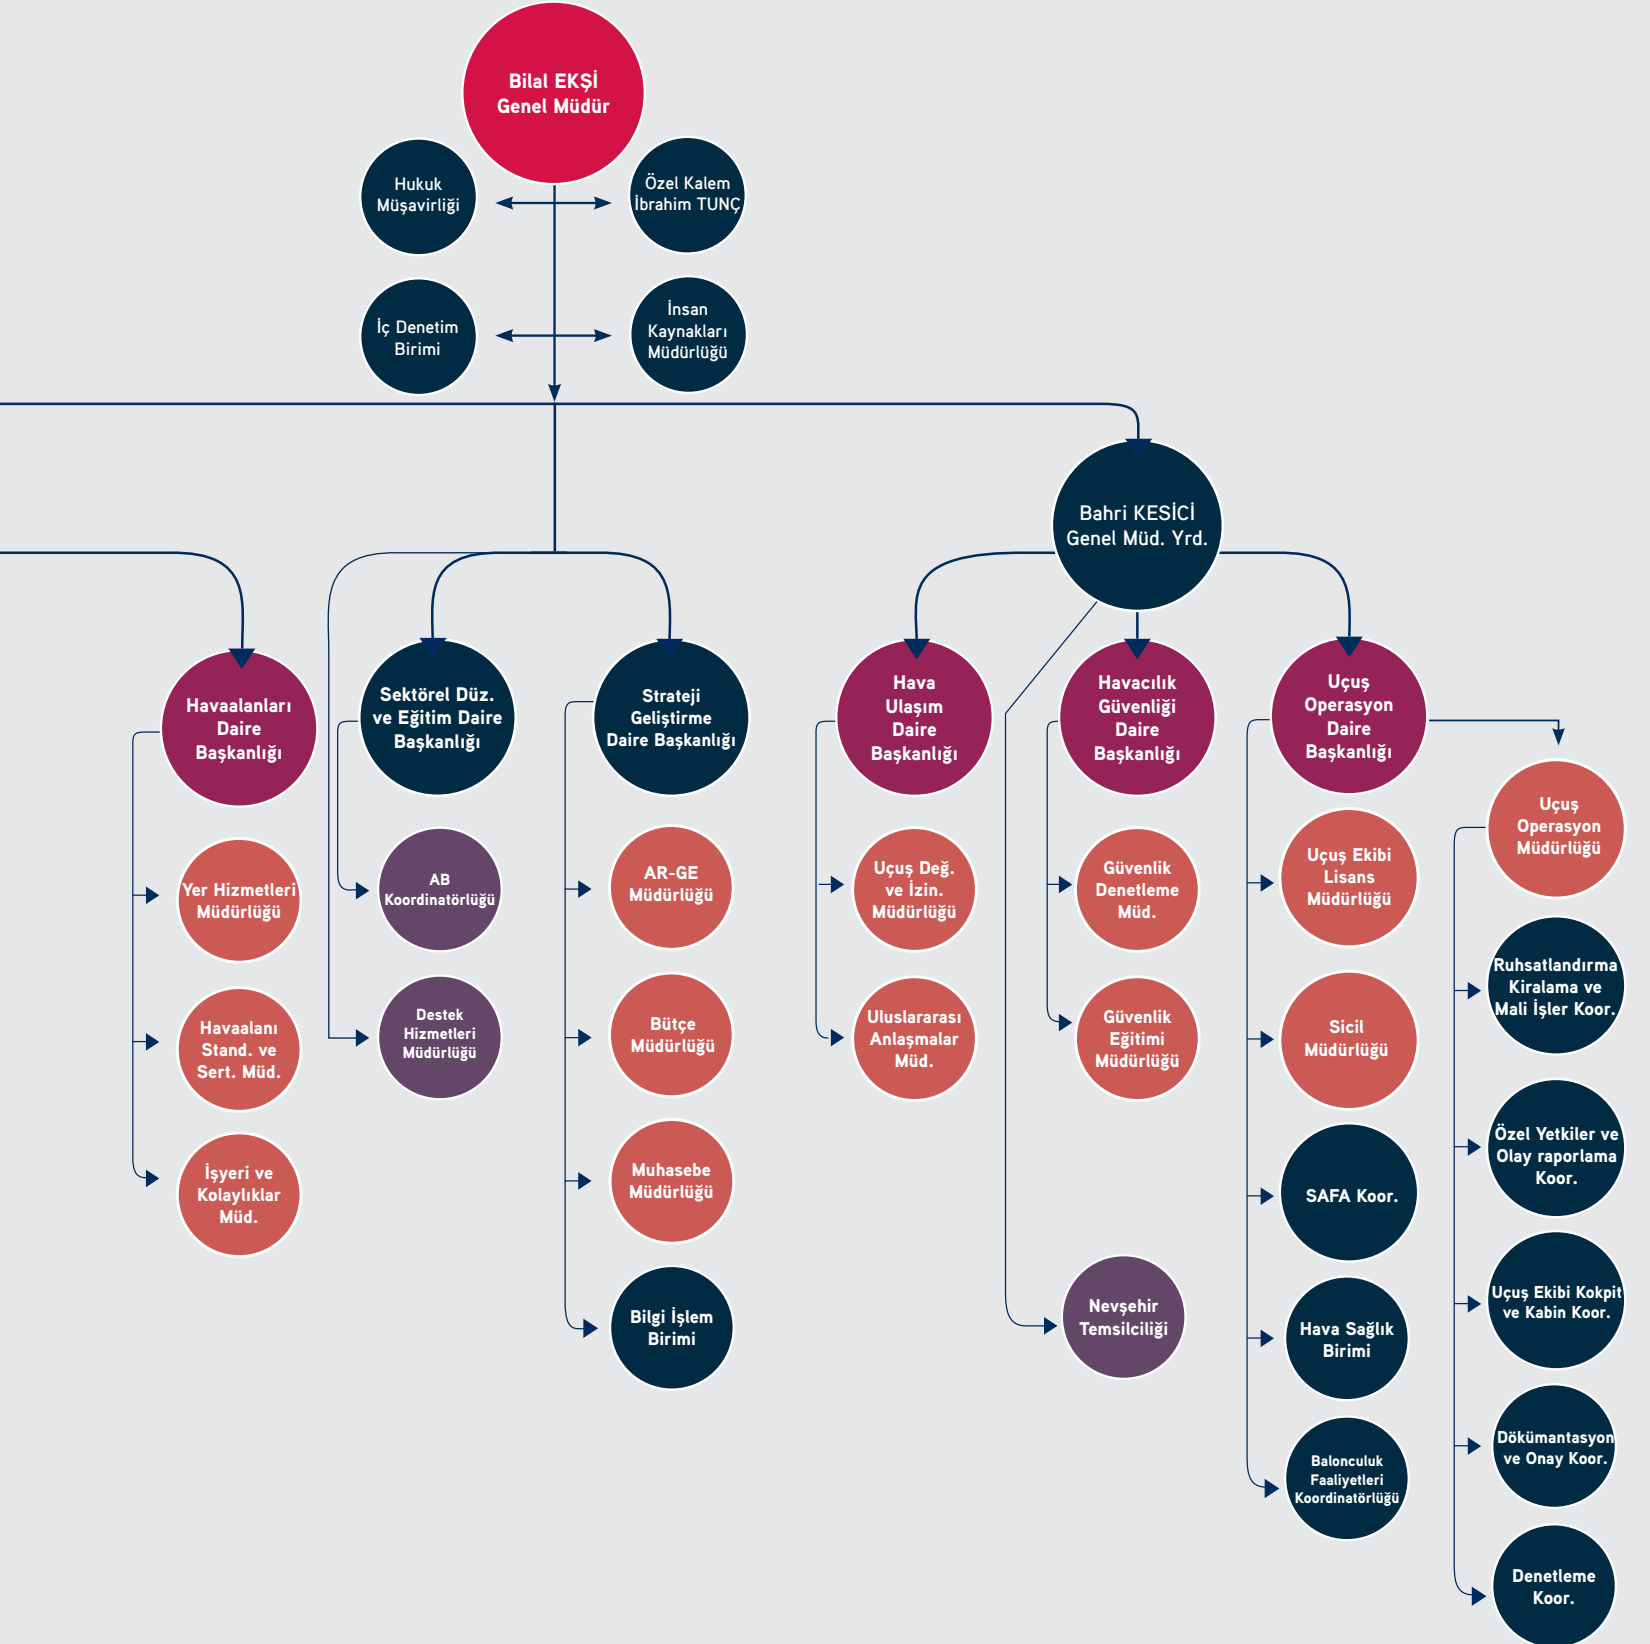 Bilal EKŞİ
Genel Müdür
Hukuk
Müşavirliği
Özel Kalem
İbrahim TUNÇ
İç Denetim
Birimi
İnsan
Kaynakları
Müdürlüğü
Bahri KESİCİ
Genel Müd. Yrd.
Havaalanları
Daire
Başkanlığı
Yer Hizmetleri
Müdürlüğü
Havaalanı
Stand. ve
Sert. Müd.
İşyeri ve
Kolaylıklar
Müd.
Sektörel Düz.
ve Eğitim Daire
Başkanlığı
AB
Koordinatörlüğü
Destek
Hizmetleri
Müdürlüğü
Strateji
Geliştirme
Daire Başkanlığı
AR-GE
Müdürlüğü
Bütçe
Müdürlüğü
Muhasebe
Müdürlüğü
Bilgi İşlem
Birimi
Hava
Ulaşım
Daire
Başkanlığı
Uçuş Değ.
ve İzin.
Müdürlüğü
Uluslararası
Anlaşmalar
Müd.
Havacılık
Güvenliği
Daire
Başkanlığı
Güvenlik
Denetleme
Müd.
Güvenlik
Eğitimi
Müdürlüğü
Nevşehir
Temsilciliği
Uçuş
Operasyon
Daire
Başkanlığı
Uçuş Ekibi
Lisans
Müdürlüğü
Sicil
Müdürlüğü
SAFA Koor.
Hava Sağlık
Birimi
Balonculuk
Faaliyetleri
Koordinatörlüğü
Uçuş
Operasyon
Müdürlüğü
Ruhsatlandırma
Kiralama ve
Mali İşler Koor.
Özel Yetkiler ve
Olay raporlama
Koor.
Uçuş Ekibi Kokpit
ve Kabin Koor.
Dökümantasyon
ve Onay Koor.
Denetleme
Koor.